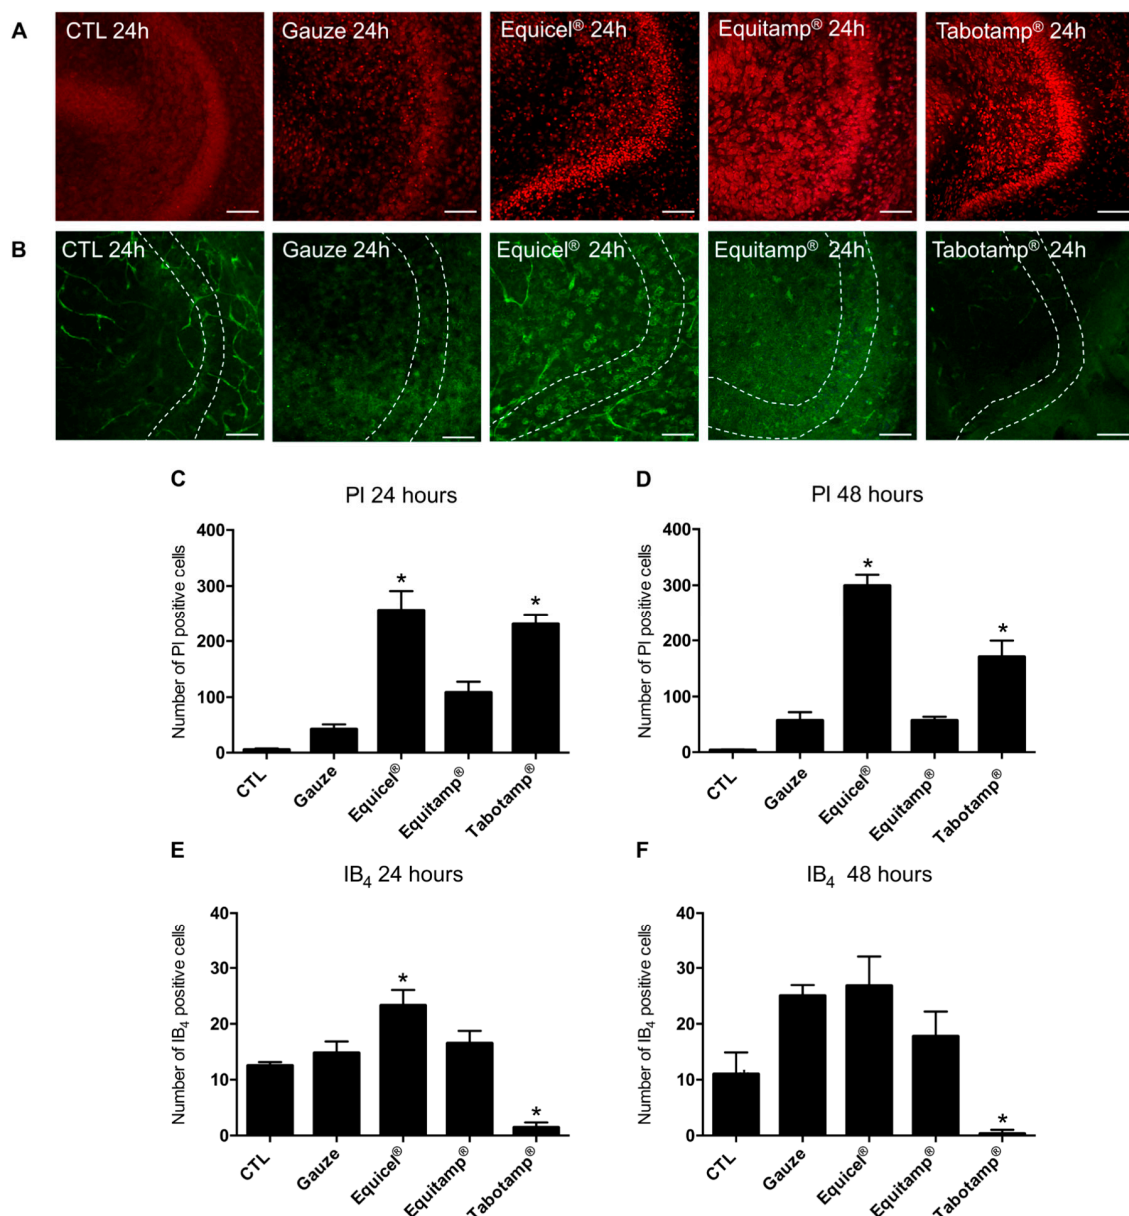 A
CTL 24h
Gauze 24h
Equicel® 24h
Equitamp® 24h
Tabotamp® 24h
B
CTL 24h
Gauze 24h
Equicel® 24h
Equitamp® 24h
Tabotamp® 24h
C
PI 24 hours
Number of PI positive cells
400
300
200
100
0
*
*
CTL
Gauze
Equicel®
Equitamp®
Tabotamp®
D
PI 48 hours
Number of PI positive cells
400
300
200
100
0
*
*
CTL
Gauze
Equicel®
Equitamp®
Tabotamp®
E
IB₄ 24 hours
Number of IB₄ positive cells
40
30
20
10
0
*
*
CTL
Gauze
Equicel®
Equitamp®
Tabotamp®
F
IB₄ 48 hours
Number of IB₄ positive cells
40
30
20
10
0
*
CTL
Gauze
Equicel®
Equitamp®
Tabotamp®